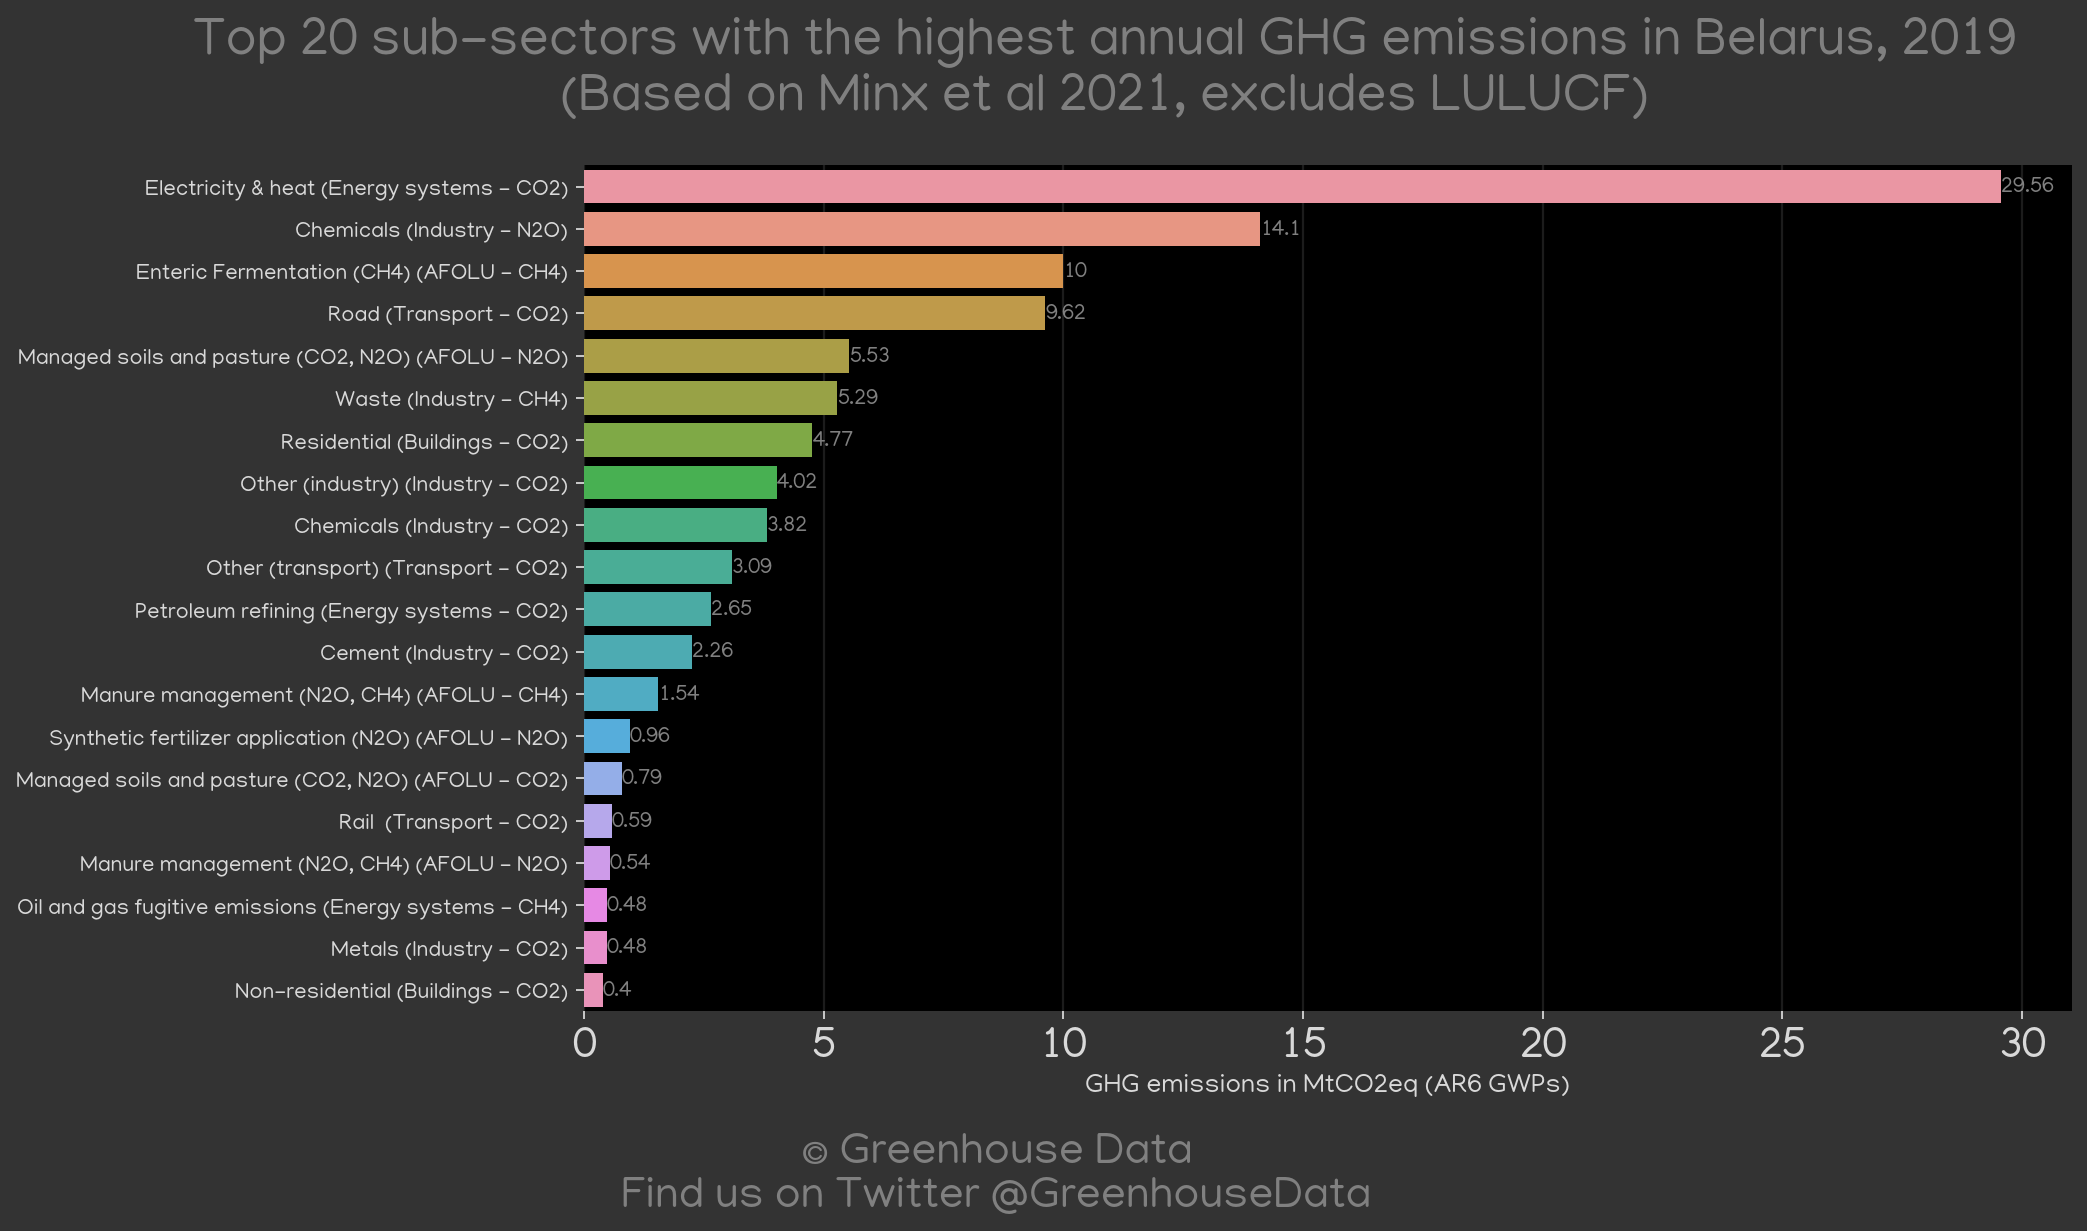 Top 20 sub-sectors with the highest annual GHG emissions in Belarus, 2019
(Based on Minx et al 2021, excludes LULUCF)
Electricity & heat (Energy systems - CO2) 29.56
Chemicals (Industry - N2O) 14.1
Enteric Fermentation (CH4) (AFOLU - CH4) 10
Road (Transport - CO2) 9.62
Managed soils and pasture (CO2, N2O) (AFOLU - N2O) 5.53
Waste (Industry - CH4) 5.29
Residential (Buildings - CO2) 4.77
Other (industry) (Industry - CO2) 4.02
Chemicals (Industry - CO2) 3.82
Other (transport) (Transport - CO2) 3.09
Petroleum refining (Energy systems - CO2) 2.65
Cement (Industry - CO2) 2.26
Manure management (N2O, CH4) (AFOLU - CH4) 1.54
Synthetic fertilizer application (N2O) (AFOLU - N2O) 0.96
Managed soils and pasture (CO2, N2O) (AFOLU - CO2) 0.79
Rail  (Transport - CO2) 0.59
Manure management (N2O, CH4) (AFOLU - N2O) 0.54
Oil and gas fugitive emissions (Energy systems - CH4) 0.48
Metals (Industry - CO2) 0.48
Non-residential (Buildings - CO2) 0.4
0 5 10 15 20 25 30
GHG emissions in MtCO2eq (AR6 GWPs)
© Greenhouse Data
Find us on Twitter @GreenhouseData